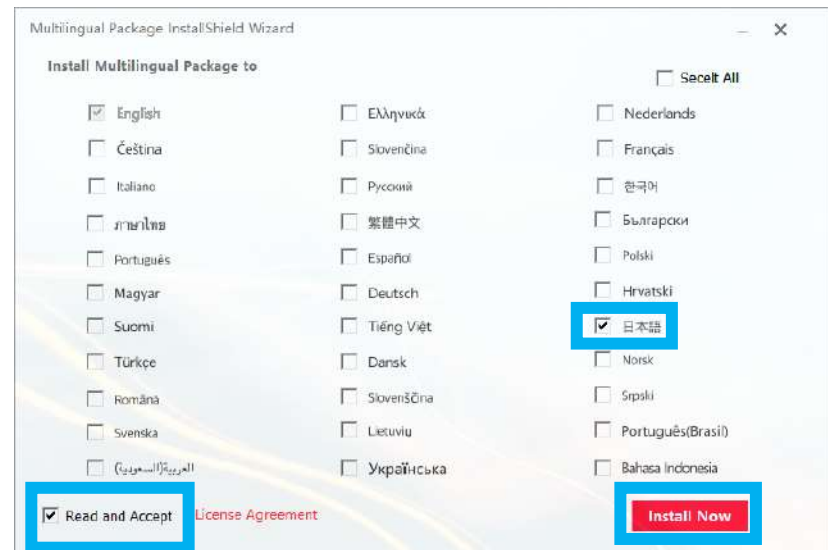 Multilingual Package InstallShield Wizard
Install Multilingual Package to
Secelt All
English Ελληνικά Nederlands
Čeština Slovenčina Français
Italiano Русский 한국어
ภาษาไทย 繁體中文 Български
Português Español Polski
Magyar Deutsch Hrvatski
Suomi Tiếng Việt 日本語
Türkçe Dansk Norsk
Română Slovenščina Srpski
Svenska Lietuvių Português(Brasil)
العربية(السعودية) Українська Bahasa Indonesia
Read and Accept License Agreement Install Now